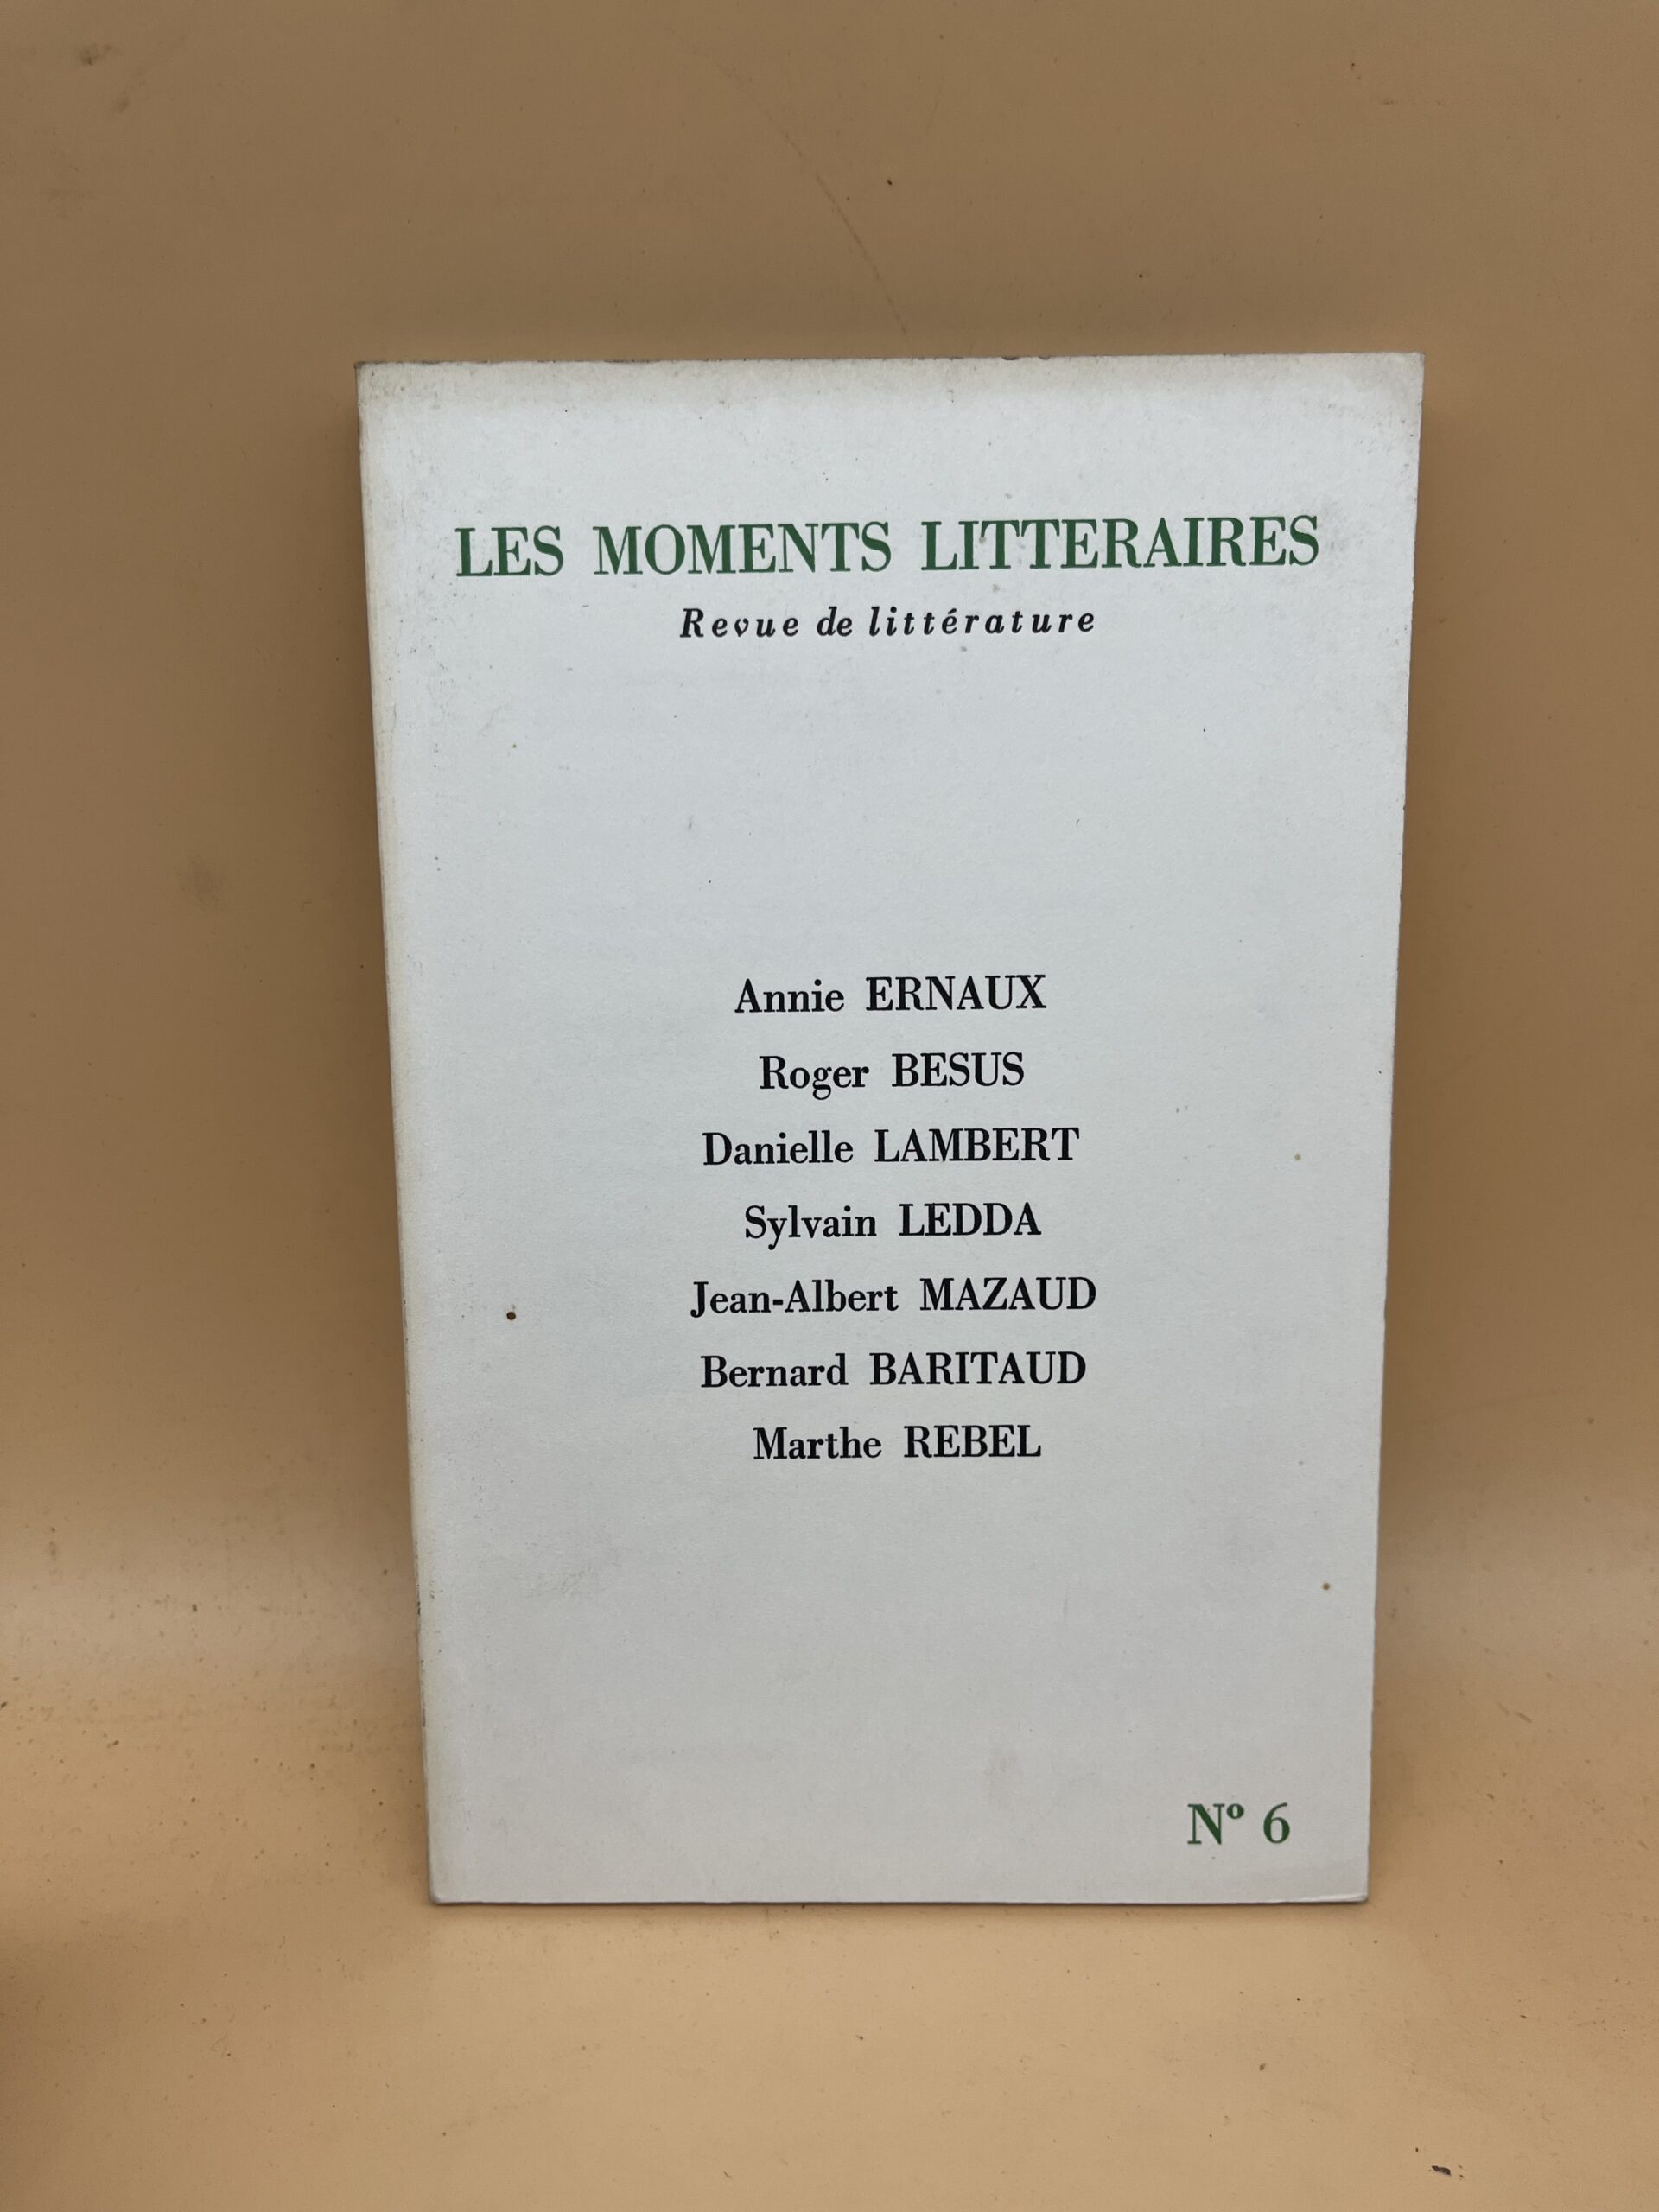 LES MOMENTS LITTERAIRES
Revue de littérature
Annie ERNAUX
Roger BESUS
Danielle LAMBERT
Sylvain LEDDA
Jean-Albert MAZAUD
Bernard BARITAUD
Marthe REBEL
Nº 6